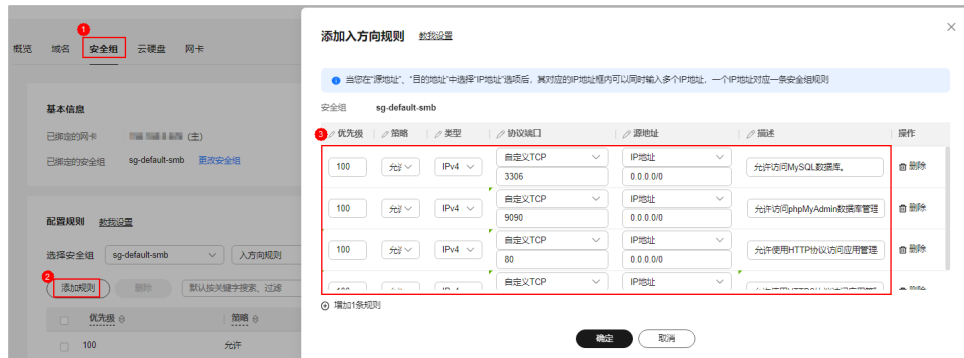 1
概览 域名 安全组 云硬盘 网卡
基本信息
已绑定的网卡 (主)
已绑定的安全组 sg-default-smb 更改安全组
配置规则 教我设置
选择安全组 sg-default-smb 入方向规则
2
添加规则 删除 默认按关键字搜索、过滤
优先级 策略
100 允许
添加入方向规则 教我设置
当您在“源地址”、“目的地址”中选择“IP地址”选项后，其对应的IP地址框内可以同时输入多个IP地址，一个IP地址对应一条安全组规则
安全组 sg-default-smb
3 优先级 策略 类型 协议端口 源地址 描述 操作
自定义TCP IP地址
100 允许 IPv4 允许访问MySQL数据库。 删除
3306 0.0.0.0/0
自定义TCP IP地址
100 允许 IPv4 允许访问phpMyAdmin数据库管理 删除
9090 0.0.0.0/0
自定义TCP IP地址
100 允许 IPv4 允许使用HTTP协议访问应用管理 删除
80 0.0.0.0/0
自定义TCP IP地址
增加1条规则
确定 取消